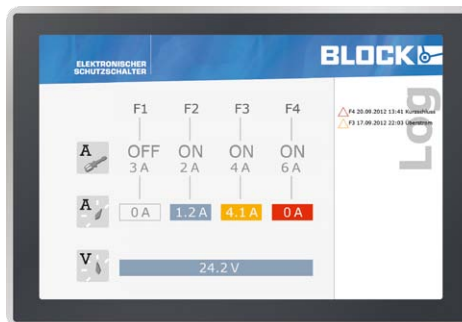 ELEKTRONISCHER
SCHUTZSCHALTER
BLOCK
F1 F2 F3 F4
A OFF ON ON ON
3 A 2 A 4 A 6 A
A 0 A 1.2 A 4.1 A 0 A
V 24.2 V
F4 20.09.2012 13:41 Kurzschluss
F3 17.09.2012 22:03 Überstrom
Log